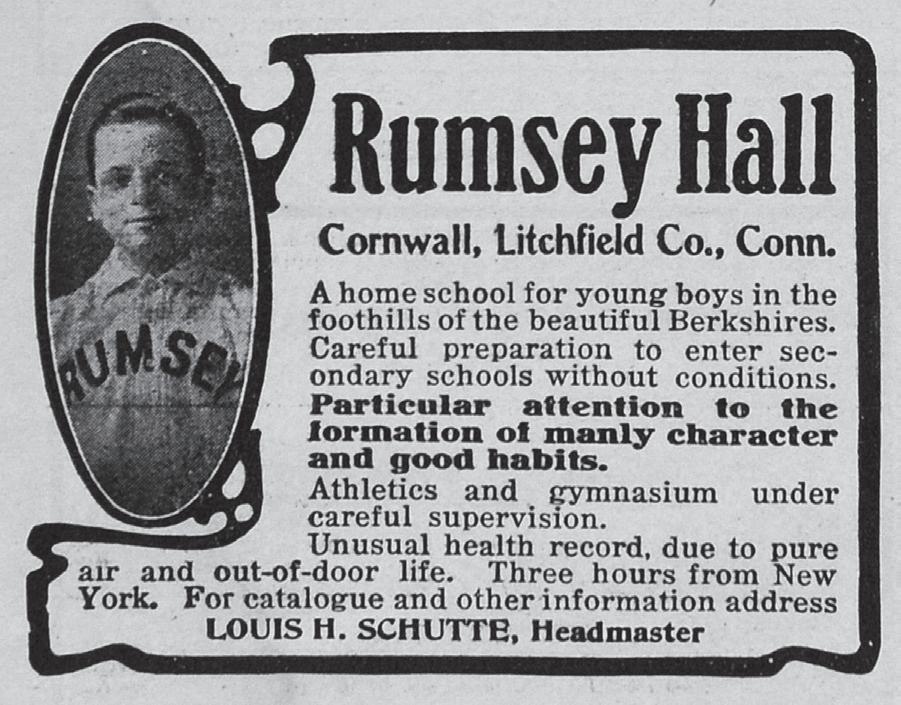 RUMSEY
Rumsey Hall
Cornwall, Litchfield Co., Conn.
A home school for young boys in the
foothills of the beautiful Berkshires.
Careful preparation to enter sec-
ondary schools without conditions.
Particular attention to the
formation of manly character
and good habits.
Athletics and gymnasium under
careful supervision.
Unusual health record, due to pure
air and out-of-door life. Three hours from New
York. For catalogue and other information address
LOUIS H. SCHUTTE, Headmaster